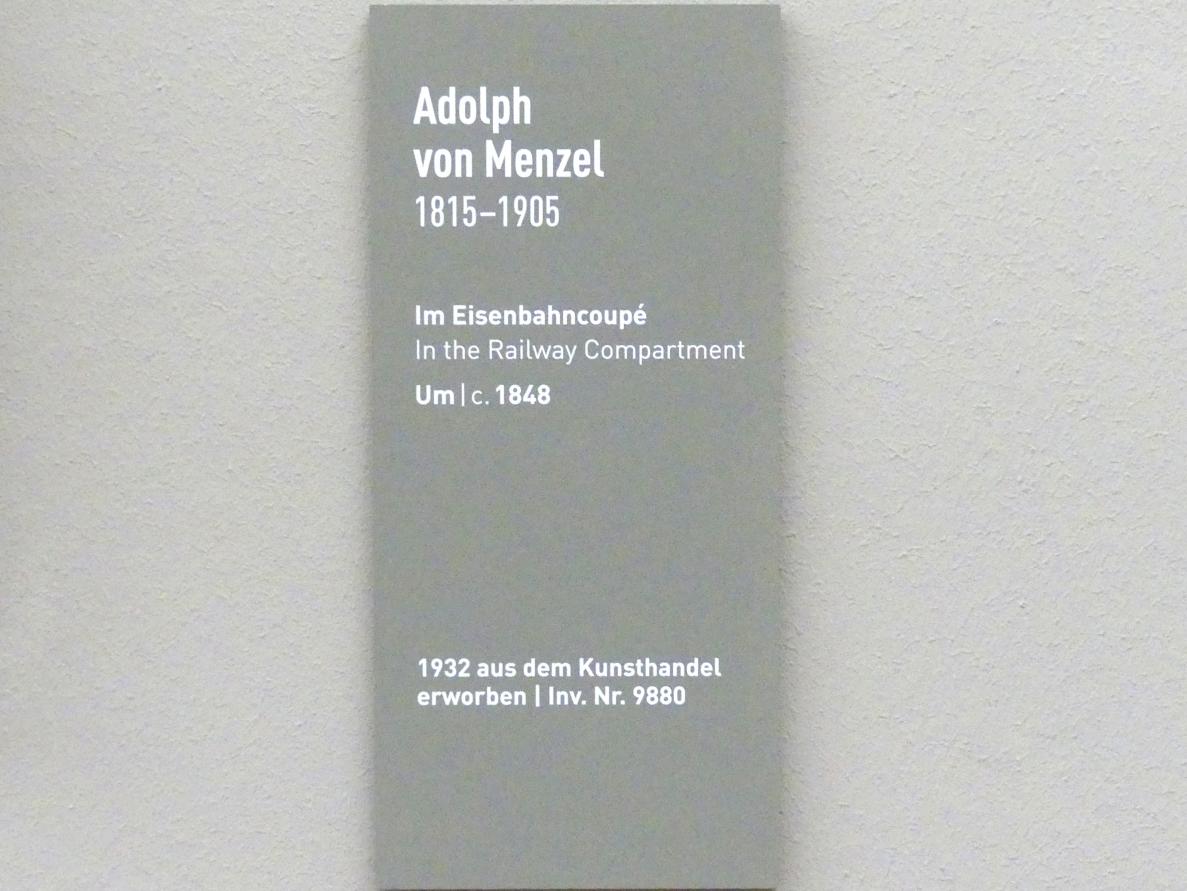 Adolph
von Menzel
1815–1905
Im Eisenbahncoupé
In the Railway Compartment
Um | c. 1848
1932 aus dem Kunsthandel
erworben | Inv. Nr. 9880